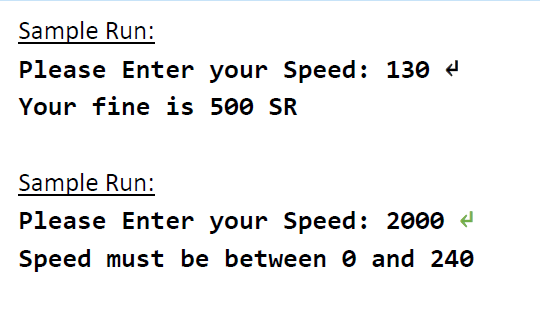 Sample Run:
Please Enter your Speed: 130 ↲
Your fine is 500 SR
Sample Run:
Please Enter your Speed: 2000 ↲
Speed must be between 0 and 240